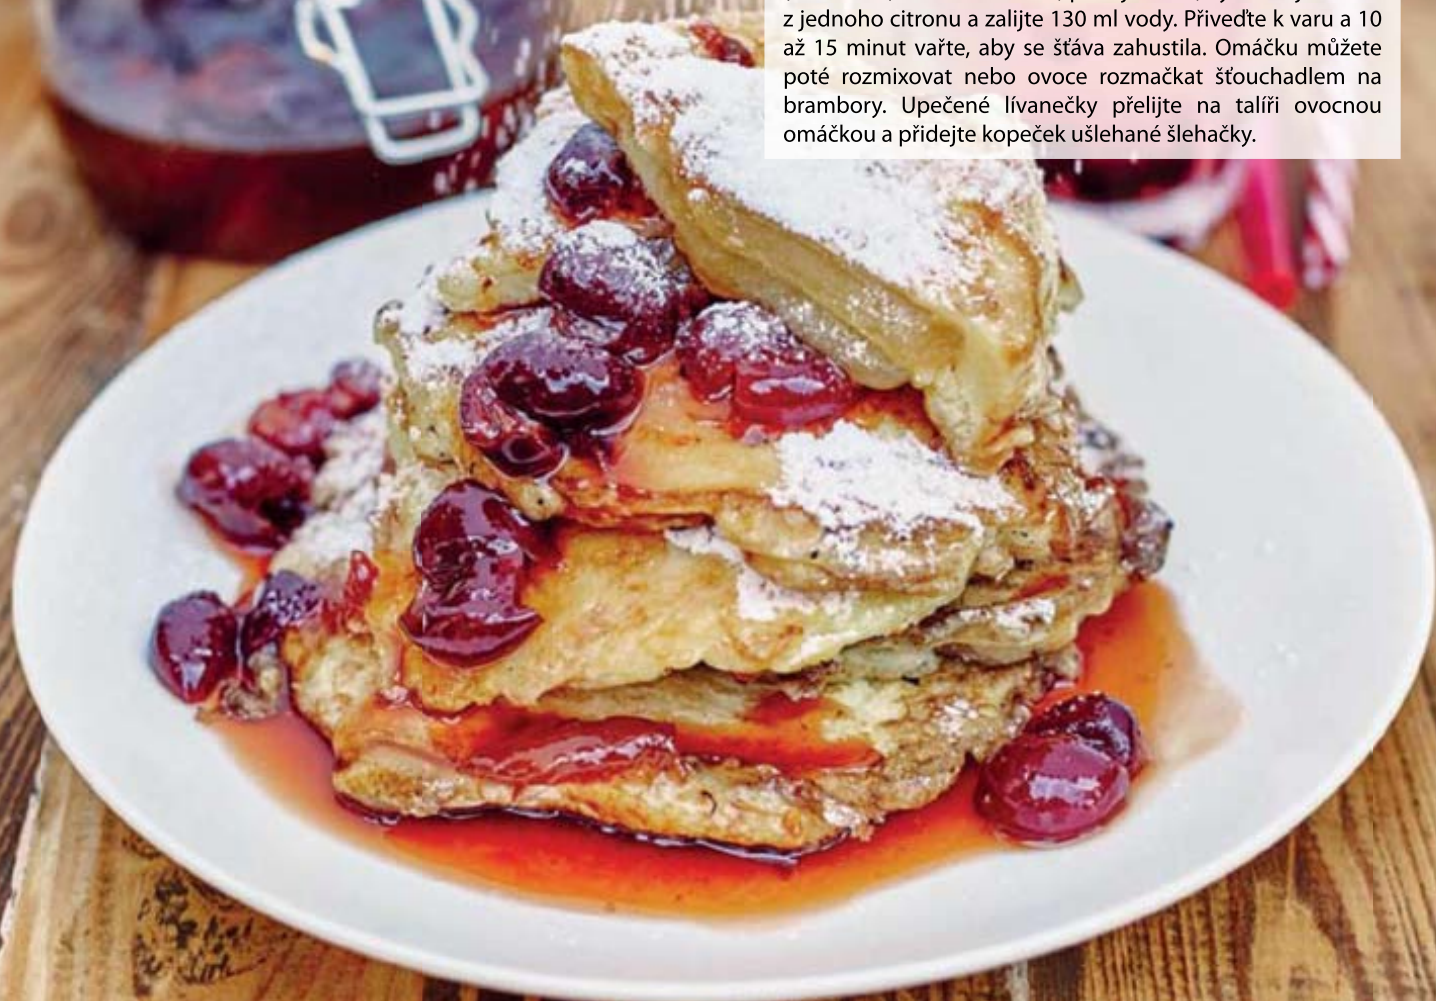 z jednoho citronu a zalijte 130 ml vody. Přiveďte k varu a 10
až 15 minut vařte, aby se šťáva zahustila. Omáčku můžete
poté rozmixovat nebo ovoce rozmačkat šťouchadlem na
brambory. Upečené lívanečky přelijte na talíři ovocnou
omáčkou a přidejte kopeček ušlehané šlehačky.